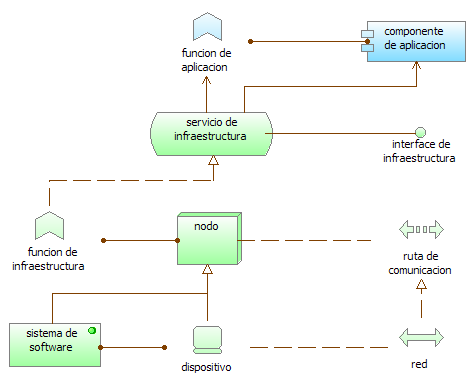 funcion de
aplicacion
componente
de aplicacion
servicio de
infraestructura
interface de
infraestructura
funcion de
infraestructura
nodo
ruta de
comunicacion
sistema de
software
dispositivo
red